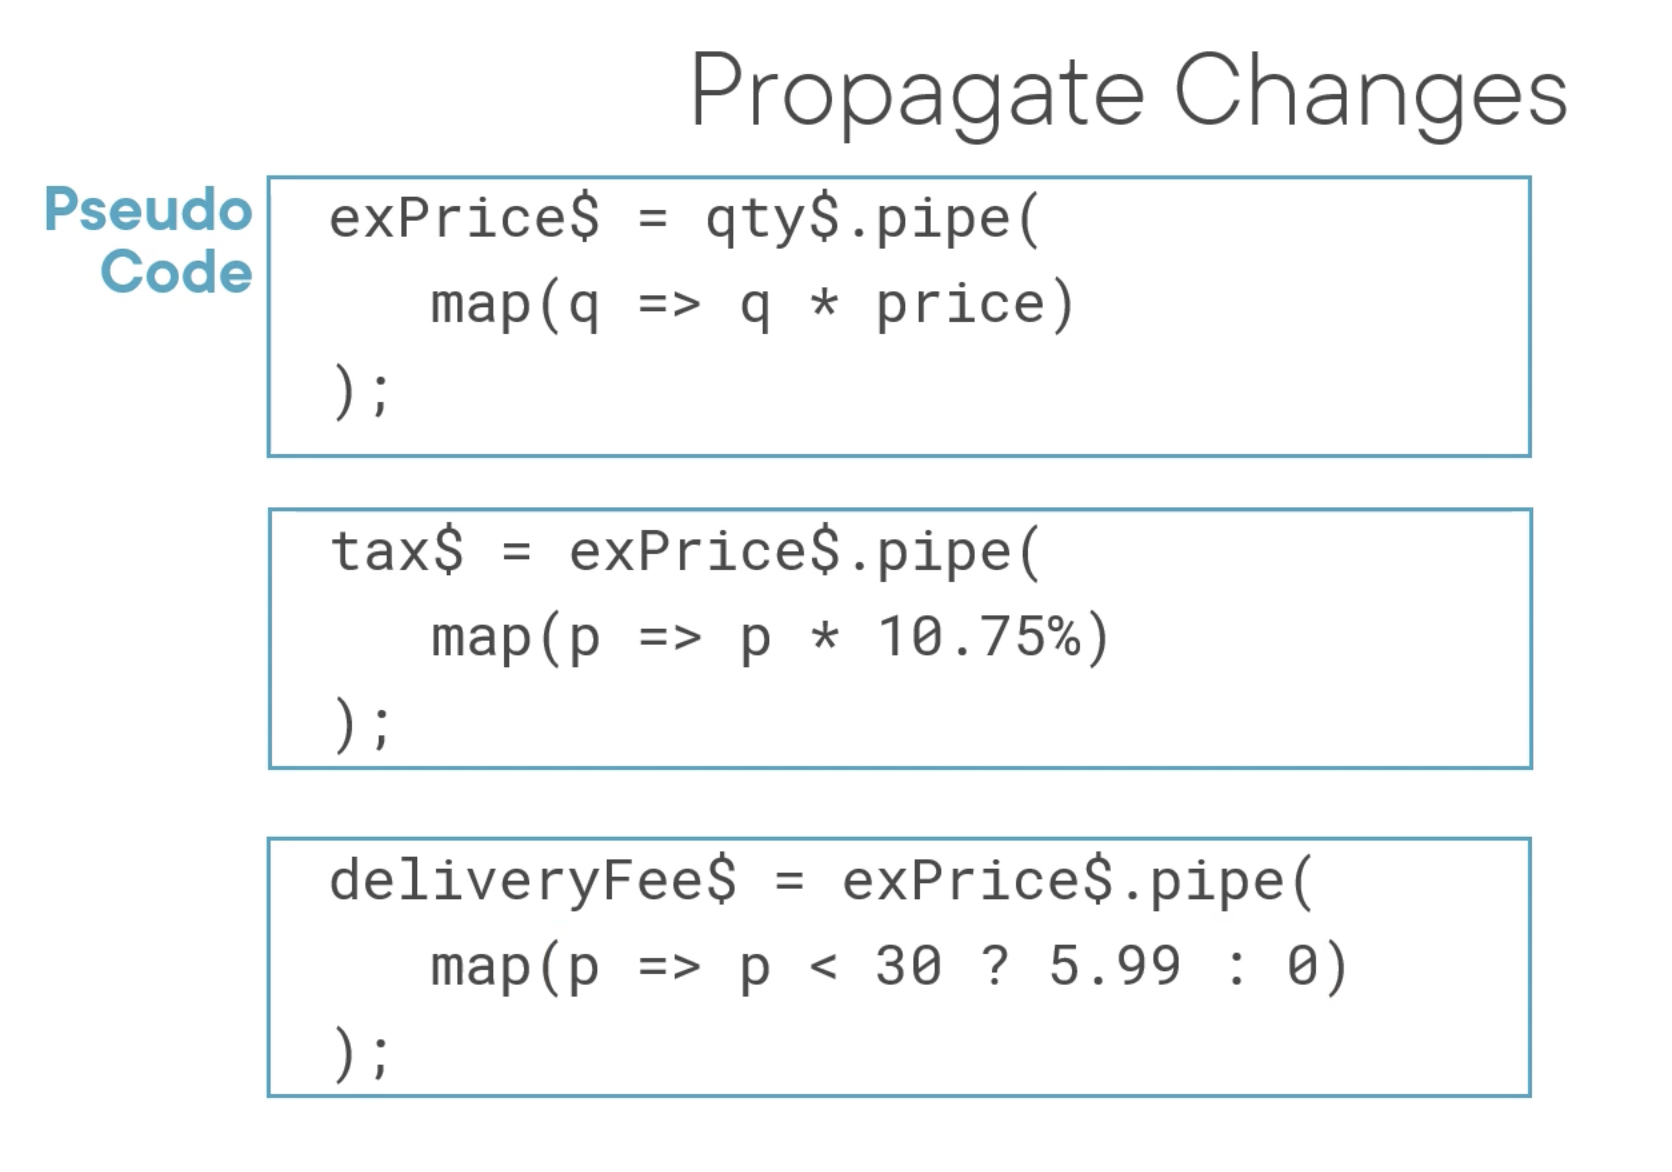 Propagate Changes
Pseudo
Code
exPrice$ = qty$.pipe(
map(q => q * price)
);
tax$ = exPrice$.pipe(
map(p => p * 10.75%)
);
deliveryFee$ = exPrice$.pipe(
map(p => p < 30 ? 5.99 : 0)
);